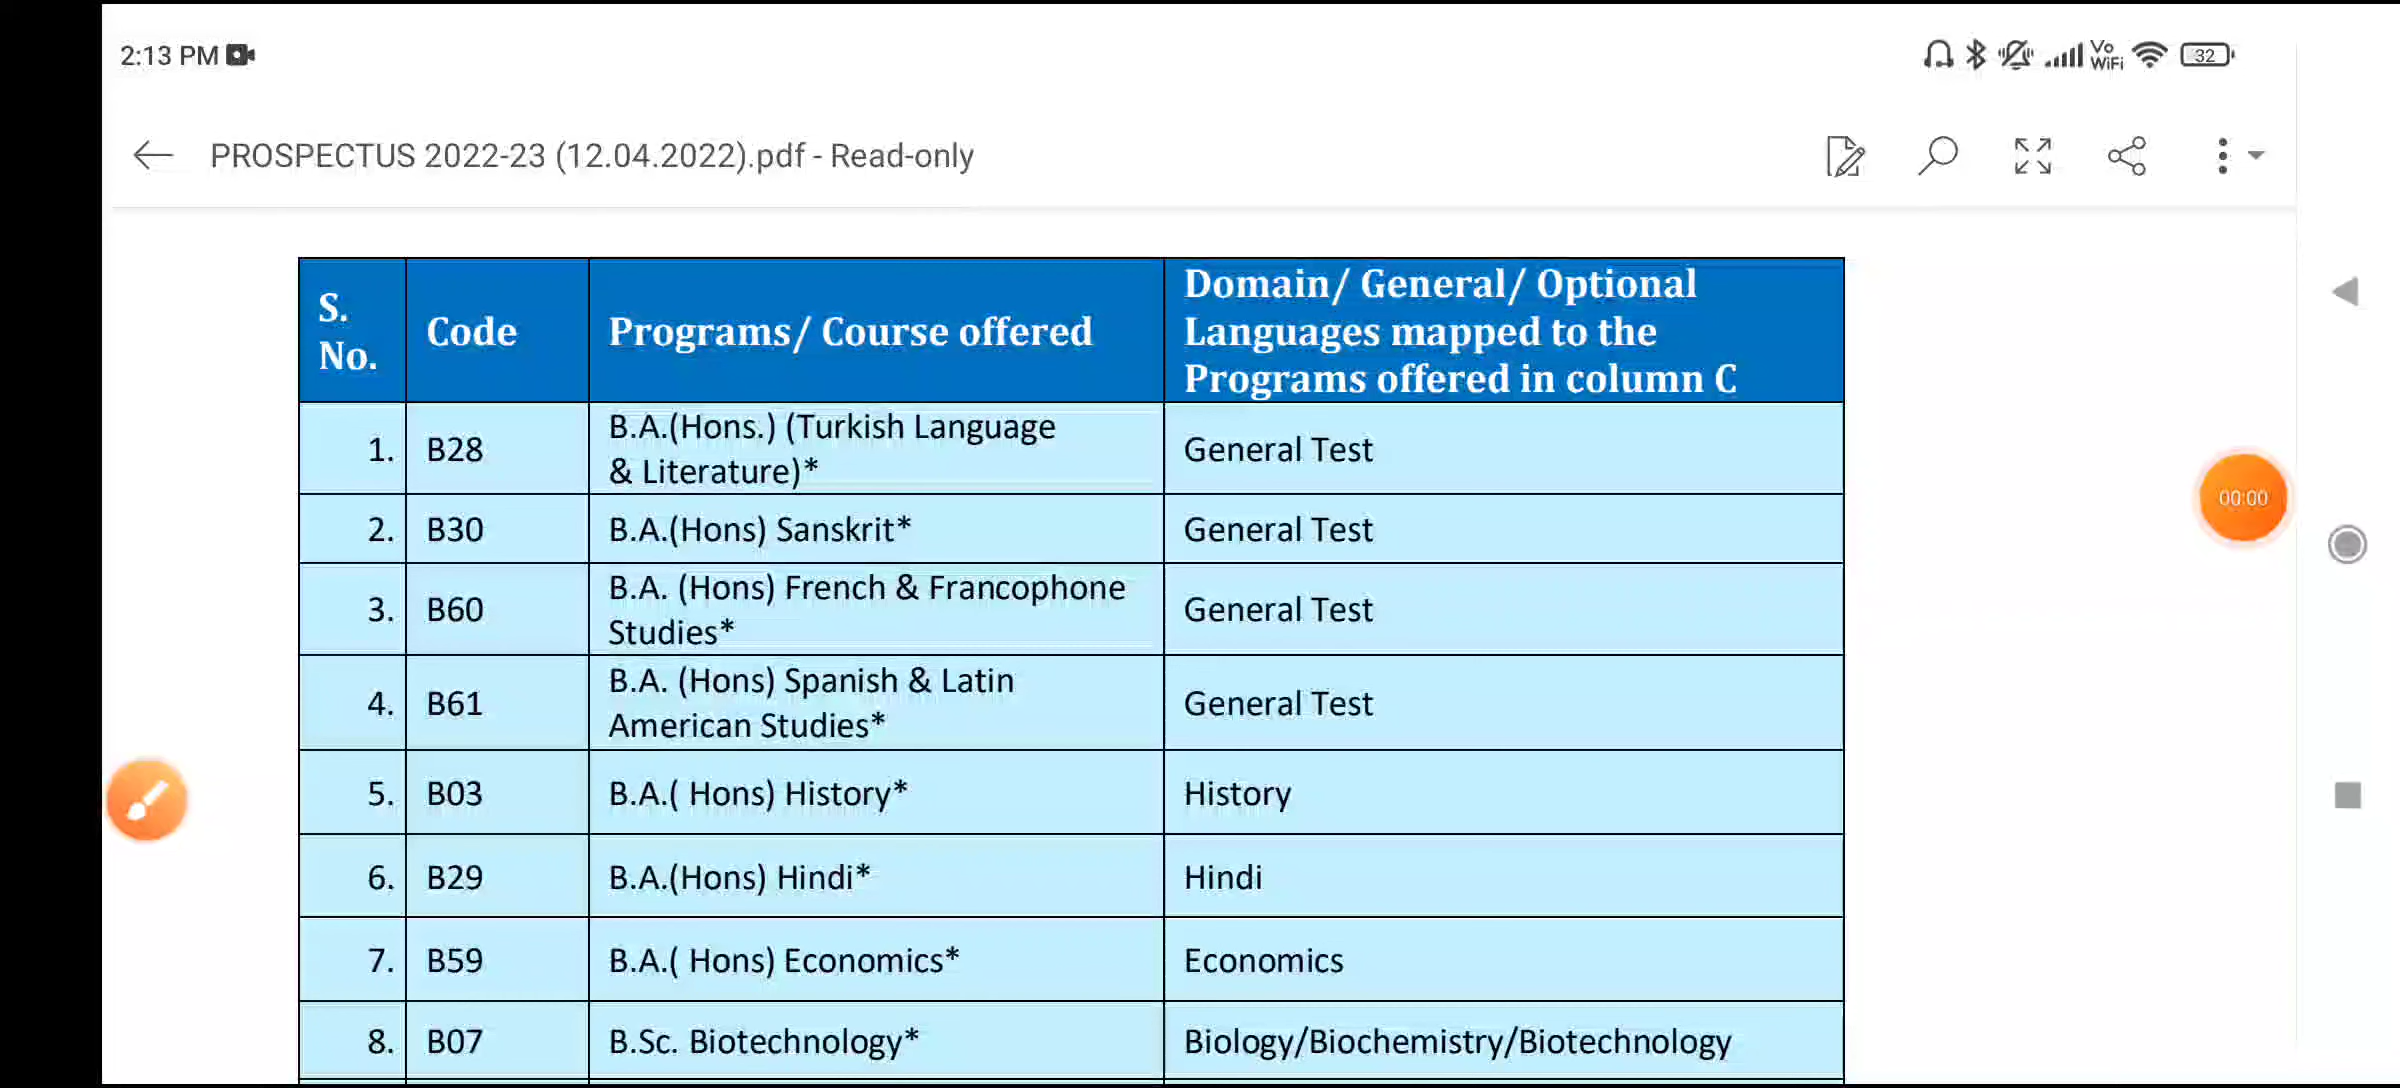 2:13 PM
Vo
WiFi
32
PROSPECTUS 2022-23 (12.04.2022).pdf - Read-only
S.
No.
Code
Programs/ Course offered
Domain/ General/ Optional
Languages mapped to the
Programs offered in column C
1. B28 B.A.(Hons.) (Turkish Language
& Literature)* General Test
2. B30 B.A.(Hons) Sanskrit* General Test
3. B60 B.A. (Hons) French & Francophone
Studies* General Test
4. B61 B.A. (Hons) Spanish & Latin
American Studies* General Test
5. B03 B.A.( Hons) History* History
6. B29 B.A.(Hons) Hindi* Hindi
7. B59 B.A.( Hons) Economics* Economics
8. B07 B.Sc. Biotechnology* Biology/Biochemistry/Biotechnology
00:00